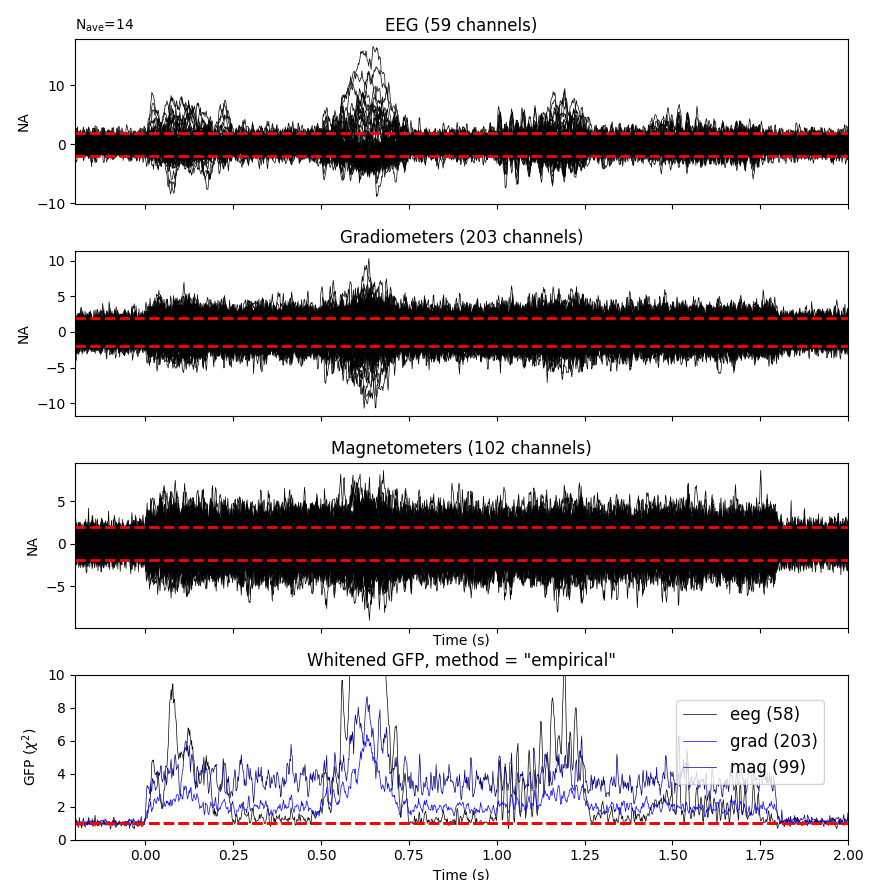 Nave=14
EEG (59 channels)
NA
10
0
−10
Gradiometers (203 channels)
NA
10
5
0
−5
−10
Magnetometers (102 channels)
NA
5
0
−5
Time (s)
Whitened GFP, method = "empirical"
GFP (χ²)
10
8
6
4
2
0
eeg (58)
grad (203)
mag (99)
0.00 0.25 0.50 0.75 1.00 1.25 1.50 1.75 2.00
Time (s)